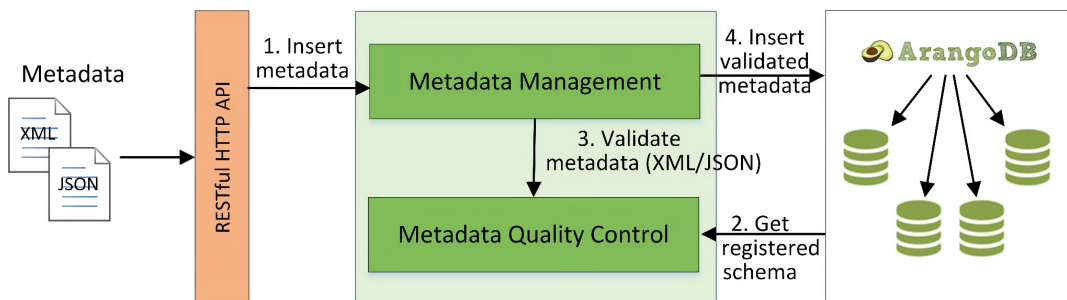 Metadata
XML
JSON
RESTful HTTP API
1. Insert
metadata
Metadata Management
3. Validate
metadata (XML/JSON)
Metadata Quality Control
4. Insert
validated
metadata
2. Get
registered
schema
ArangoDB